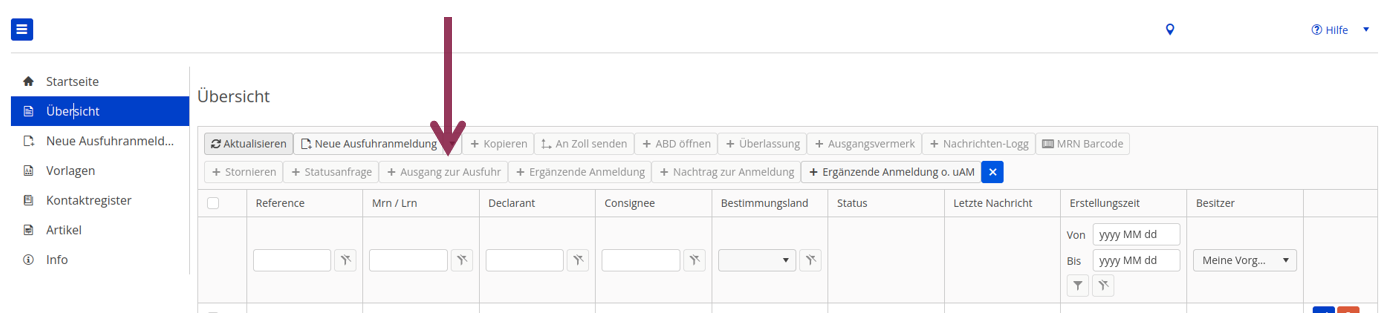 Hilfe
Startseite
Übersicht
Neue Ausfuhranmeld...
Vorlagen
Kontaktregister
Artikel
Info
Übersicht
Aktualisieren Neue Ausfuhranmeldung + Kopieren An Zoll senden + ABD öffnen + Überlassung + Ausgangsvermerk + Nachrichten-Logg MRN Barcode
+ Stornieren + Statusanfrage + Ausgang zur Ausfuhr + Ergänzende Anmeldung + Nachtrag zur Anmeldung + Ergänzende Anmeldung o. uAM ×
Reference Mrn / Lrn Declarant Consignee Bestimmungsland Status Letzte Nachricht Erstellungszeit Besitzer
Von yyyy MM dd
Bis yyyy MM dd Meine Vorg...